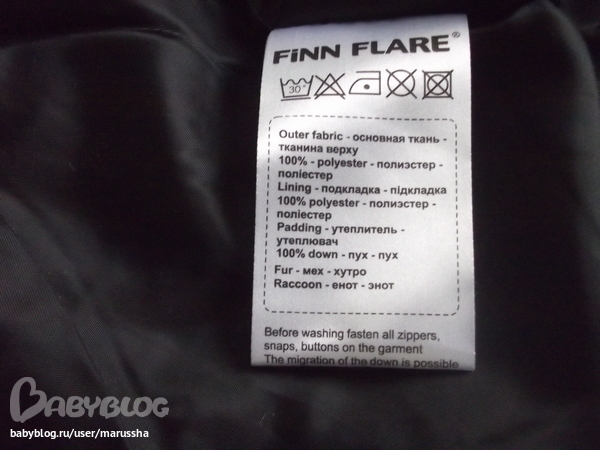 FiNN FLARE®
30°
Outer fabric - основная ткань -
тканина верху
100% - polyester - полиэстер -
поліестер
Lining - подкладка - підкладка
100% polyester - полиэстер -
поліестер
Padding - утеплитель -
утеплювач
100% down - пух - пух
Fur - мех - хутро
Raccoon - енот - энот
Before washing fasten all zippers,
snaps, buttons on the garment
The migration of the down is possible
BABYBLOG
babyblog.ru/user/marussha